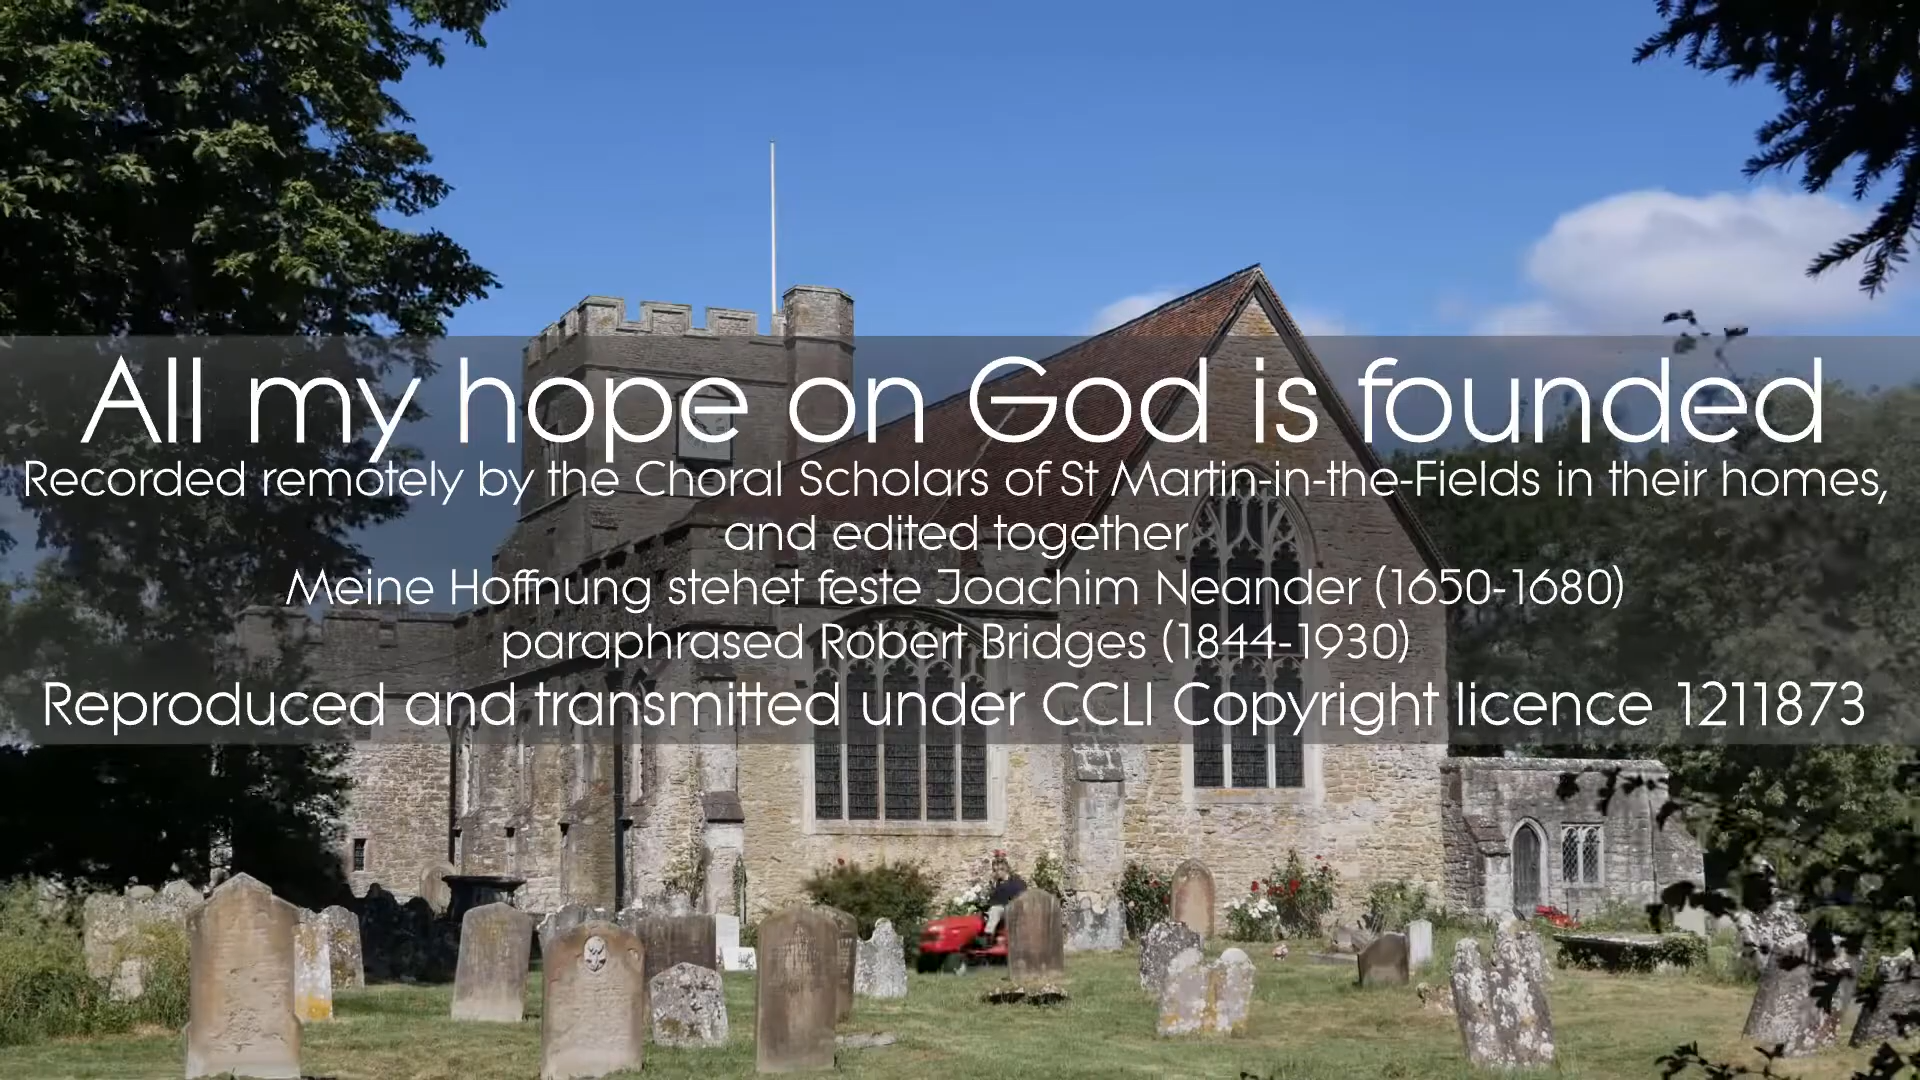 All my hope on God is founded
Recorded remotely by the Choral Scholars of St Martin-in-the-Fields in their homes,
and edited together
Meine Hoffnung stehet feste Joachim Neander (1650-1680)
paraphrased Robert Bridges (1844-1930)
Reproduced and transmitted under CCLI Copyright licence 1211873